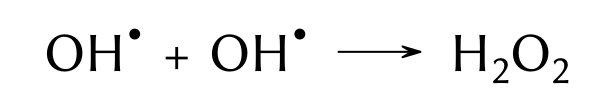 OH• + OH• ⟶ H₂O₂